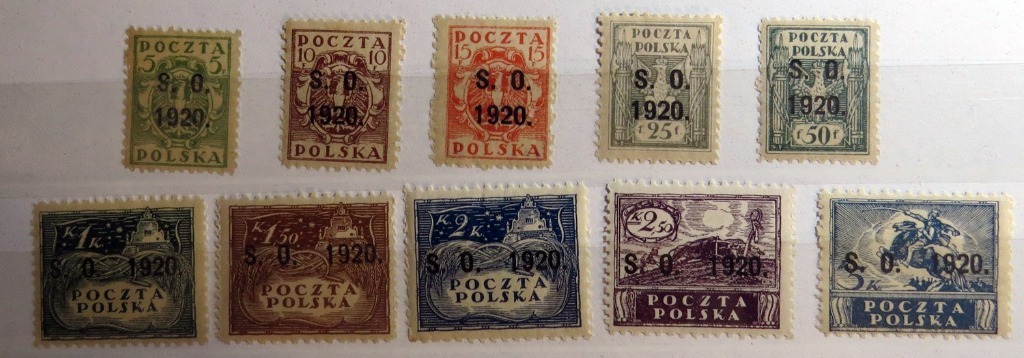 POCZTA
5 5
S. O.
1920.
POLSKA
POCZTA
10 10
S. O.
1920.
POLSKA
POCZTA
15 15
S. O.
1920.
POLSKA
POCZTA
POLSKA
S. O.
1920.
f 25 f
POCZTA
POLSKA
S. O.
1920.
f 50 f
K 1 K.
S. O. 1920.
POCZTA
POLSKA
K 1·50 K.
S. O. 1920.
POCZTA
POLSKA
K 2 K.
S. O. 1920.
POCZTA
POLSKA
K 2.50
S. O. 1920.
POCZTA
POLSKA
S. O. 1920.
5 K
POCZTA
POLSKA